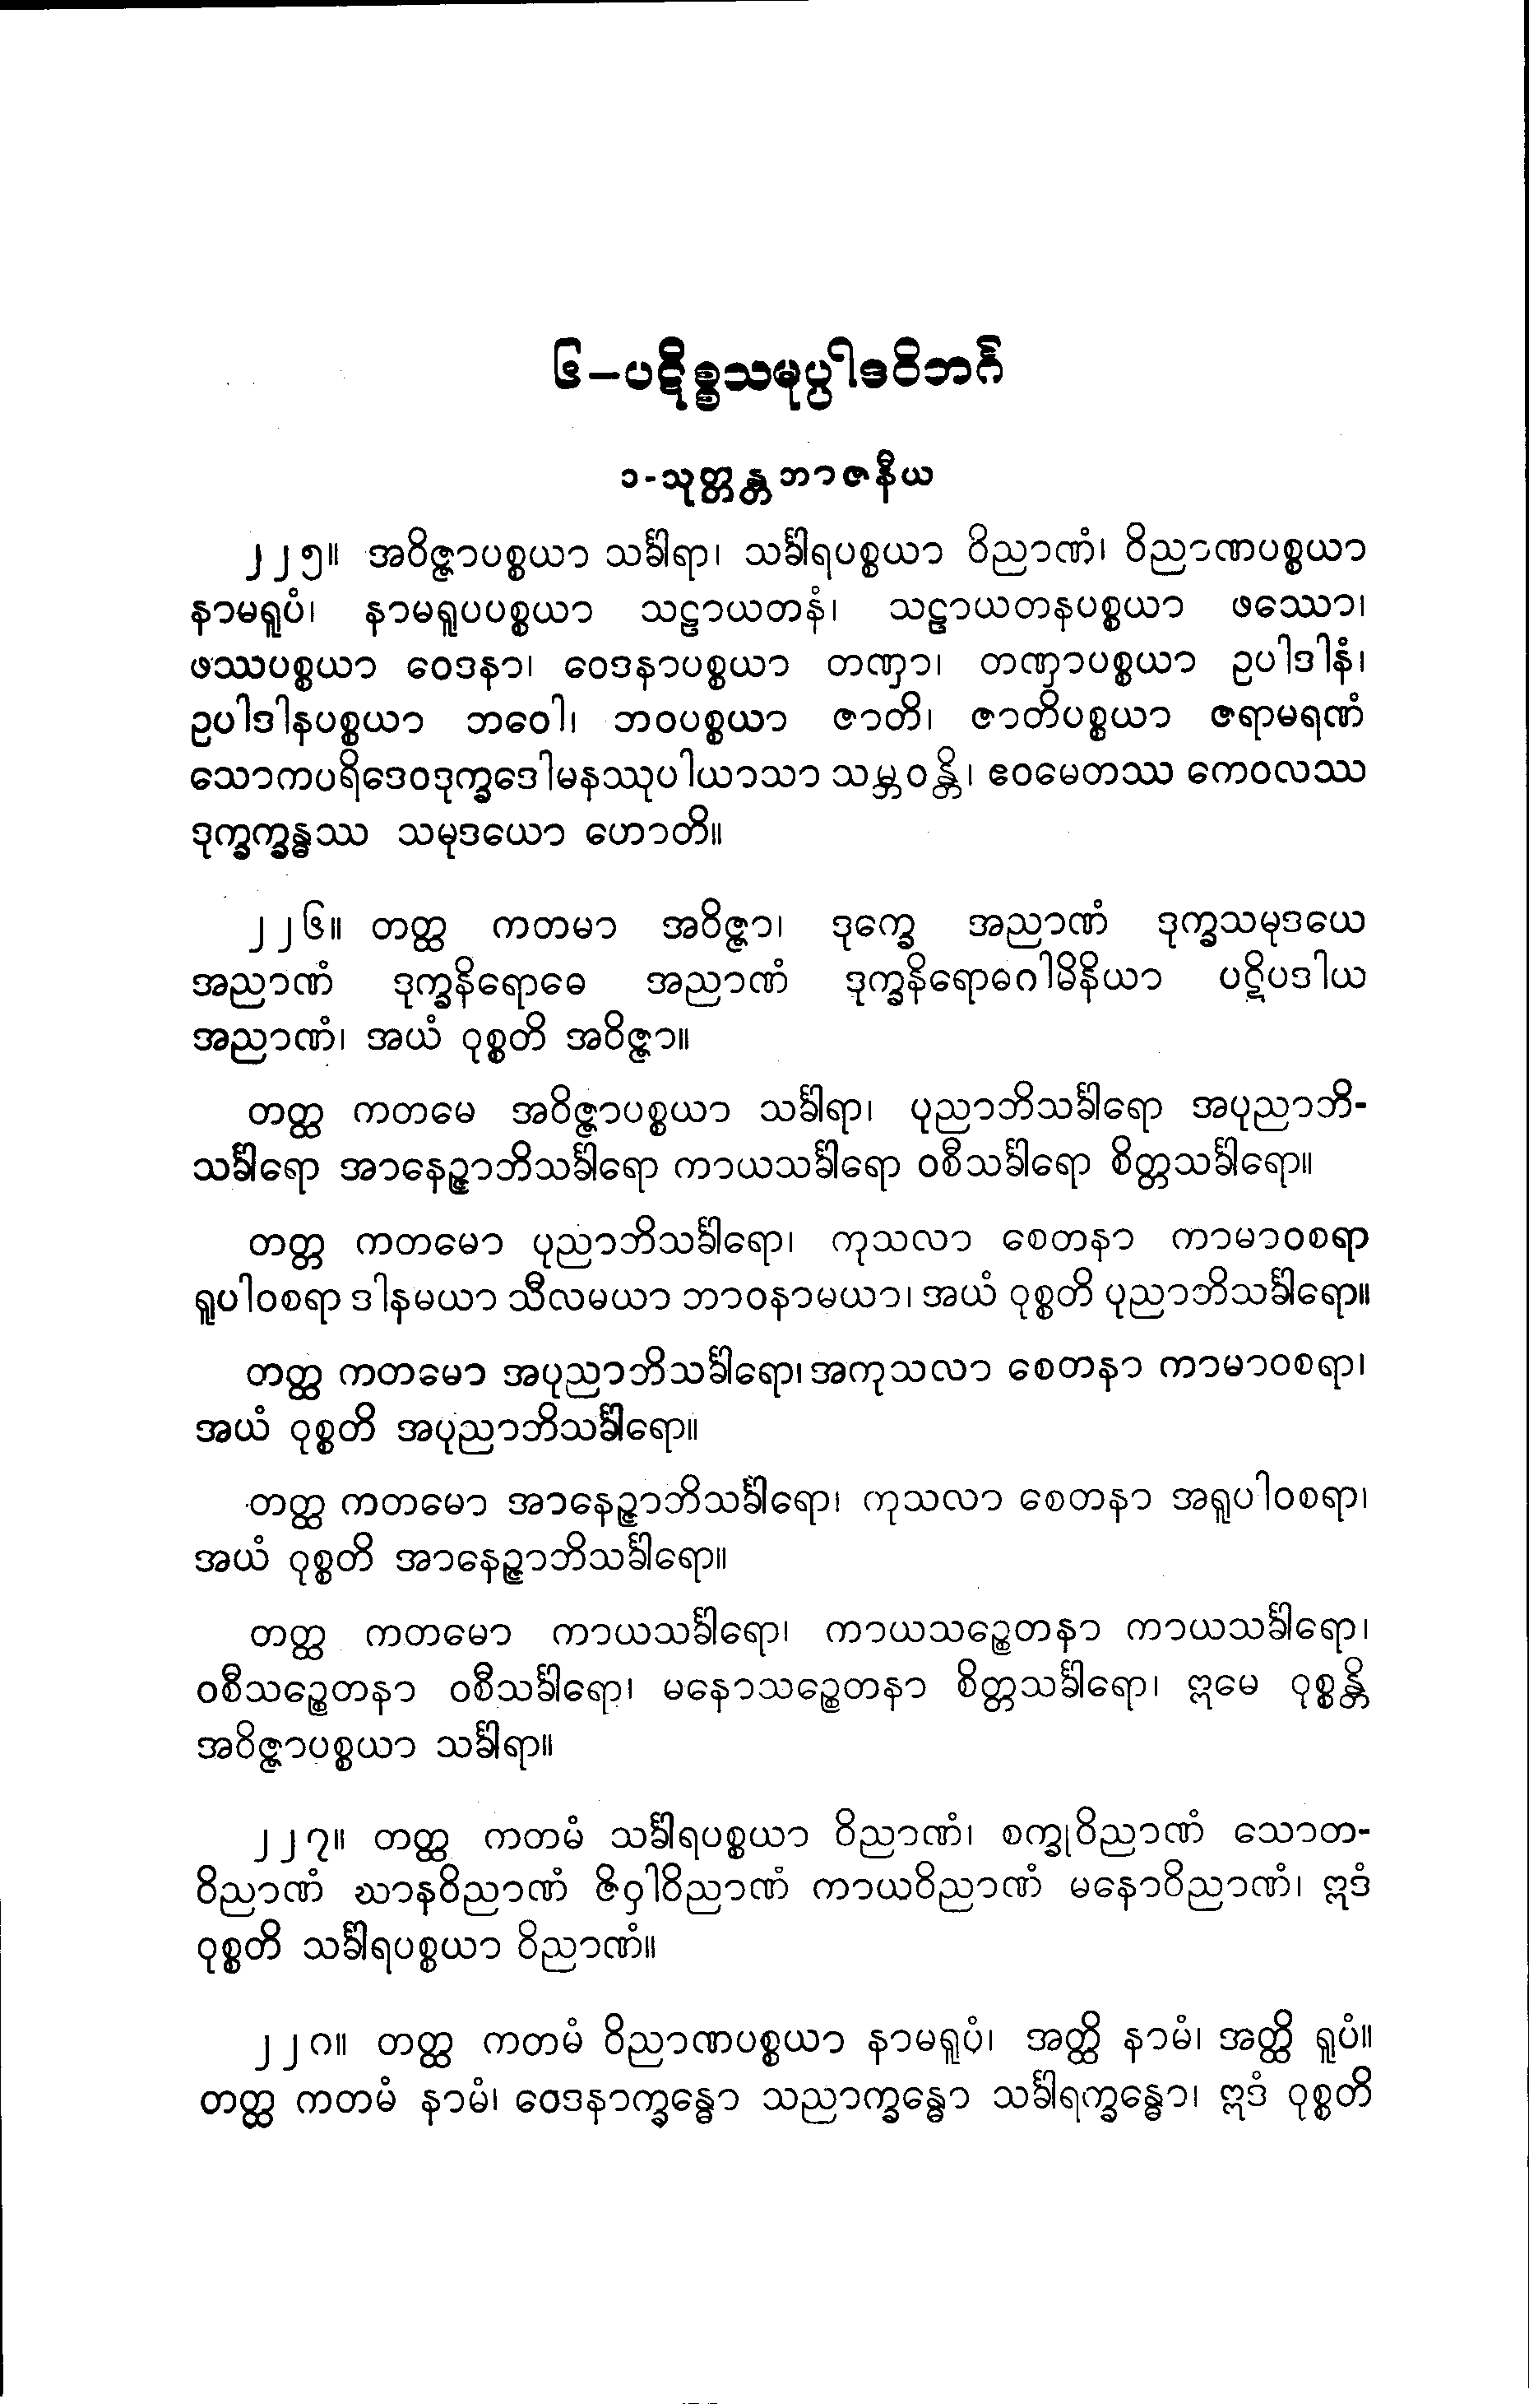 ၆–ပဋိစ္စသမုပ္ပါဒဝိဘင်္ဂ
၁-သုတ္တန္တဘာဇနီယ
၂၂၅။ အဝိဇ္ဇာပစ္စယာ သင်္ခါရာ၊ သင်္ခါရပစ္စယာ ဝိညာဏံ၊ ဝိညာဏပစ္စယာ
နာမရူပံ၊ နာမရူပပစ္စယာ သဠာယတနံ၊ သဠာယတနပစ္စယာ ဖဿော၊
ဖဿပစ္စယာ ဝေဒနာ၊ ဝေဒနာပစ္စယာ တဏှာ၊ တဏှာပစ္စယာ ဥပါဒါနံ၊
ဥပါဒါနပစ္စယာ ဘဝေါ၊ ဘဝပစ္စယာ ဇာတိ၊ ဇာတိပစ္စယာ ဇရာမရဏံ
သောကပရိဒေဝဒုက္ခဒေါမနဿုပါယာသာ သမ္ဘဝန္တိ၊ ဧဝမေတဿ ကေဝလဿ
ဒုက္ခက္ခန္ဓဿ သမုဒယော ဟောတိ။
၂၂၆။ တတ္ထ ကတမာ အဝိဇ္ဇာ၊ ဒုက္ခေ အညာဏံ ဒုက္ခသမုဒယေ
အညာဏံ ဒုက္ခနိရောဓေ အညာဏံ ဒုက္ခနိရောဓဂါမိနိယာ ပဋိပဒါယ
အညာဏံ၊ အယံ ဝုစ္စတိ အဝိဇ္ဇာ။
တတ္ထ ကတမေ အဝိဇ္ဇာပစ္စယာ သင်္ခါရာ၊ ပုညာဘိသင်္ခါရော အပုညာဘိ-
သင်္ခါရော အာနေဉ္ဇာဘိသင်္ခါရော ကာယသင်္ခါရော ဝစီသင်္ခါရော စိတ္တသင်္ခါရော။
တတ္တ ကတမော ပုညာဘိသင်္ခါရော၊ ကုသလာ စေတနာ ကာမာဝစရာ
ရူပါဝစရာ ဒါနမယာ သီလမယာ ဘာဝနာမယာ၊ အယံ ဝုစ္စတိ ပုညာဘိသင်္ခါရော။
တတ္ထ ကတမော အပုညာဘိသင်္ခါရော၊ အကုသလာ စေတနာ ကာမာဝစရာ၊
အယံ ဝုစ္စတိ အပုညာဘိသင်္ခါရော။
တတ္ထ ကတမော အာနေဉ္ဇာဘိသင်္ခါရော၊ ကုသလာ စေတနာ အရူပါဝစရာ၊
အယံ ဝုစ္စတိ အာနေဉ္ဇာဘိသင်္ခါရော။
တတ္ထ ကတမော ကာယသင်္ခါရော၊ ကာယသဉ္စေတနာ ကာယသင်္ခါရော၊
ဝစီသဉ္စေတနာ ဝစီသင်္ခါရော၊ မနောသဉ္စေတနာ စိတ္တသင်္ခါရော၊ ဣမေ ဝုစ္စန္တိ
အဝိဇ္ဇာပစ္စယာ သင်္ခါရာ။
၂၂၇။ တတ္ထ ကတမံ သင်္ခါရပစ္စယာ ဝိညာဏံ၊ စက္ခုဝိညာဏံ သောတ-
ဝိညာဏံ ဃာနဝိညာဏံ ဇိဝှါဝိညာဏံ ကာယဝိညာဏံ မနောဝိညာဏံ၊ ဣဒံ
ဝုစ္စတိ သင်္ခါရပစ္စယာ ဝိညာဏံ။
၂၂၈။ တတ္ထ ကတမံ ဝိညာဏပစ္စယာ နာမရူပံ၊ အတ္ထိ နာမံ၊ အတ္ထိ ရူပံ။
တတ္ထ ကတမံ နာမံ၊ ဝေဒနာက္ခန္ဓော သညာက္ခန္ဓော သင်္ခါရက္ခန္ဓော၊ ဣဒံ ဝုစ္စတိ